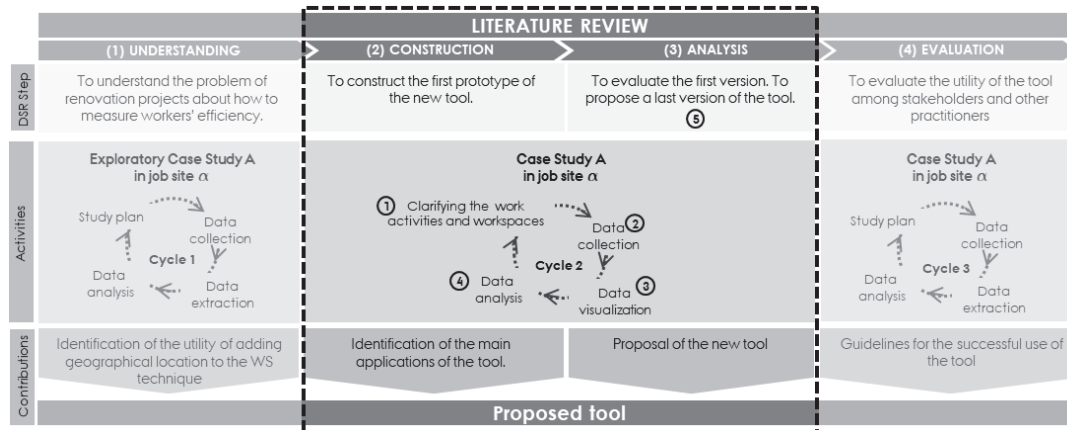 LITERATURE REVIEW
(1) UNDERSTANDING
(2) CONSTRUCTION
(3) ANALYSIS
(4) EVALUATION
DSR Step
To understand the problem of
renovation projects about how to
measure workers' efficiency.
To construct the first prototype of
the new tool.
To evaluate the first version. To
propose a last version of the tool.
5
To evaluate the utility of the tool
among stakeholders and other
practitioners
Activities
Exploratory Case Study A
in job site α
Study plan
Data
collection
Cycle 1
Data
analysis
Data
extraction
Case Study A
in job site α
1 Clarifying the work
activities and workspaces
Data 2
collection
Cycle 2
4 Data
analysis
Data 3
visualization
Case Study A
in job site α
Study plan
Data
collection
Cycle 3
Data
analysis
Data
extraction
Contributions
Identification of the utility of adding
geographical location to the WS
technique
Identification of the main
applications of the tool.
Proposal of the new tool
Guidelines for the successful use of
the tool
Proposed tool